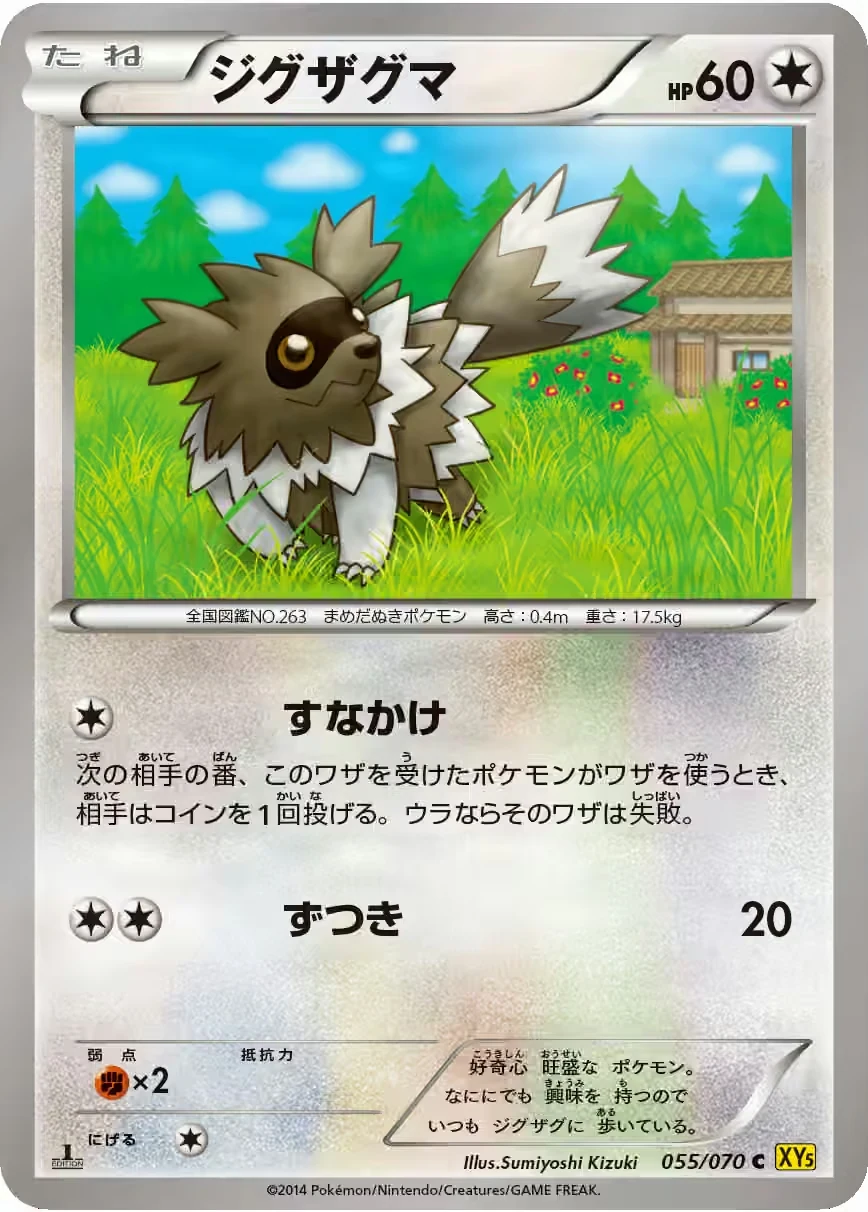 たね ジグザグマ HP60
全国図鑑NO.263 まめだぬきポケモン 高さ:0.4m 重さ:17.5kg
すなかけ
次の相手の番、このワザを受けたポケモンがワザを使うとき、
相手はコインを1回投げる。ウラならそのワザは失敗。
ずつき 20
弱点 抵抗力
×2
にげる
好奇心 旺盛な ポケモン。
なににでも 興味を 持つので
いつも ジグザグに 歩いている。
1 EDITION
Illus.Sumiyoshi Kizuki 055/070 C XY5
©2014 Pokémon/Nintendo/Creatures/GAME FREAK.